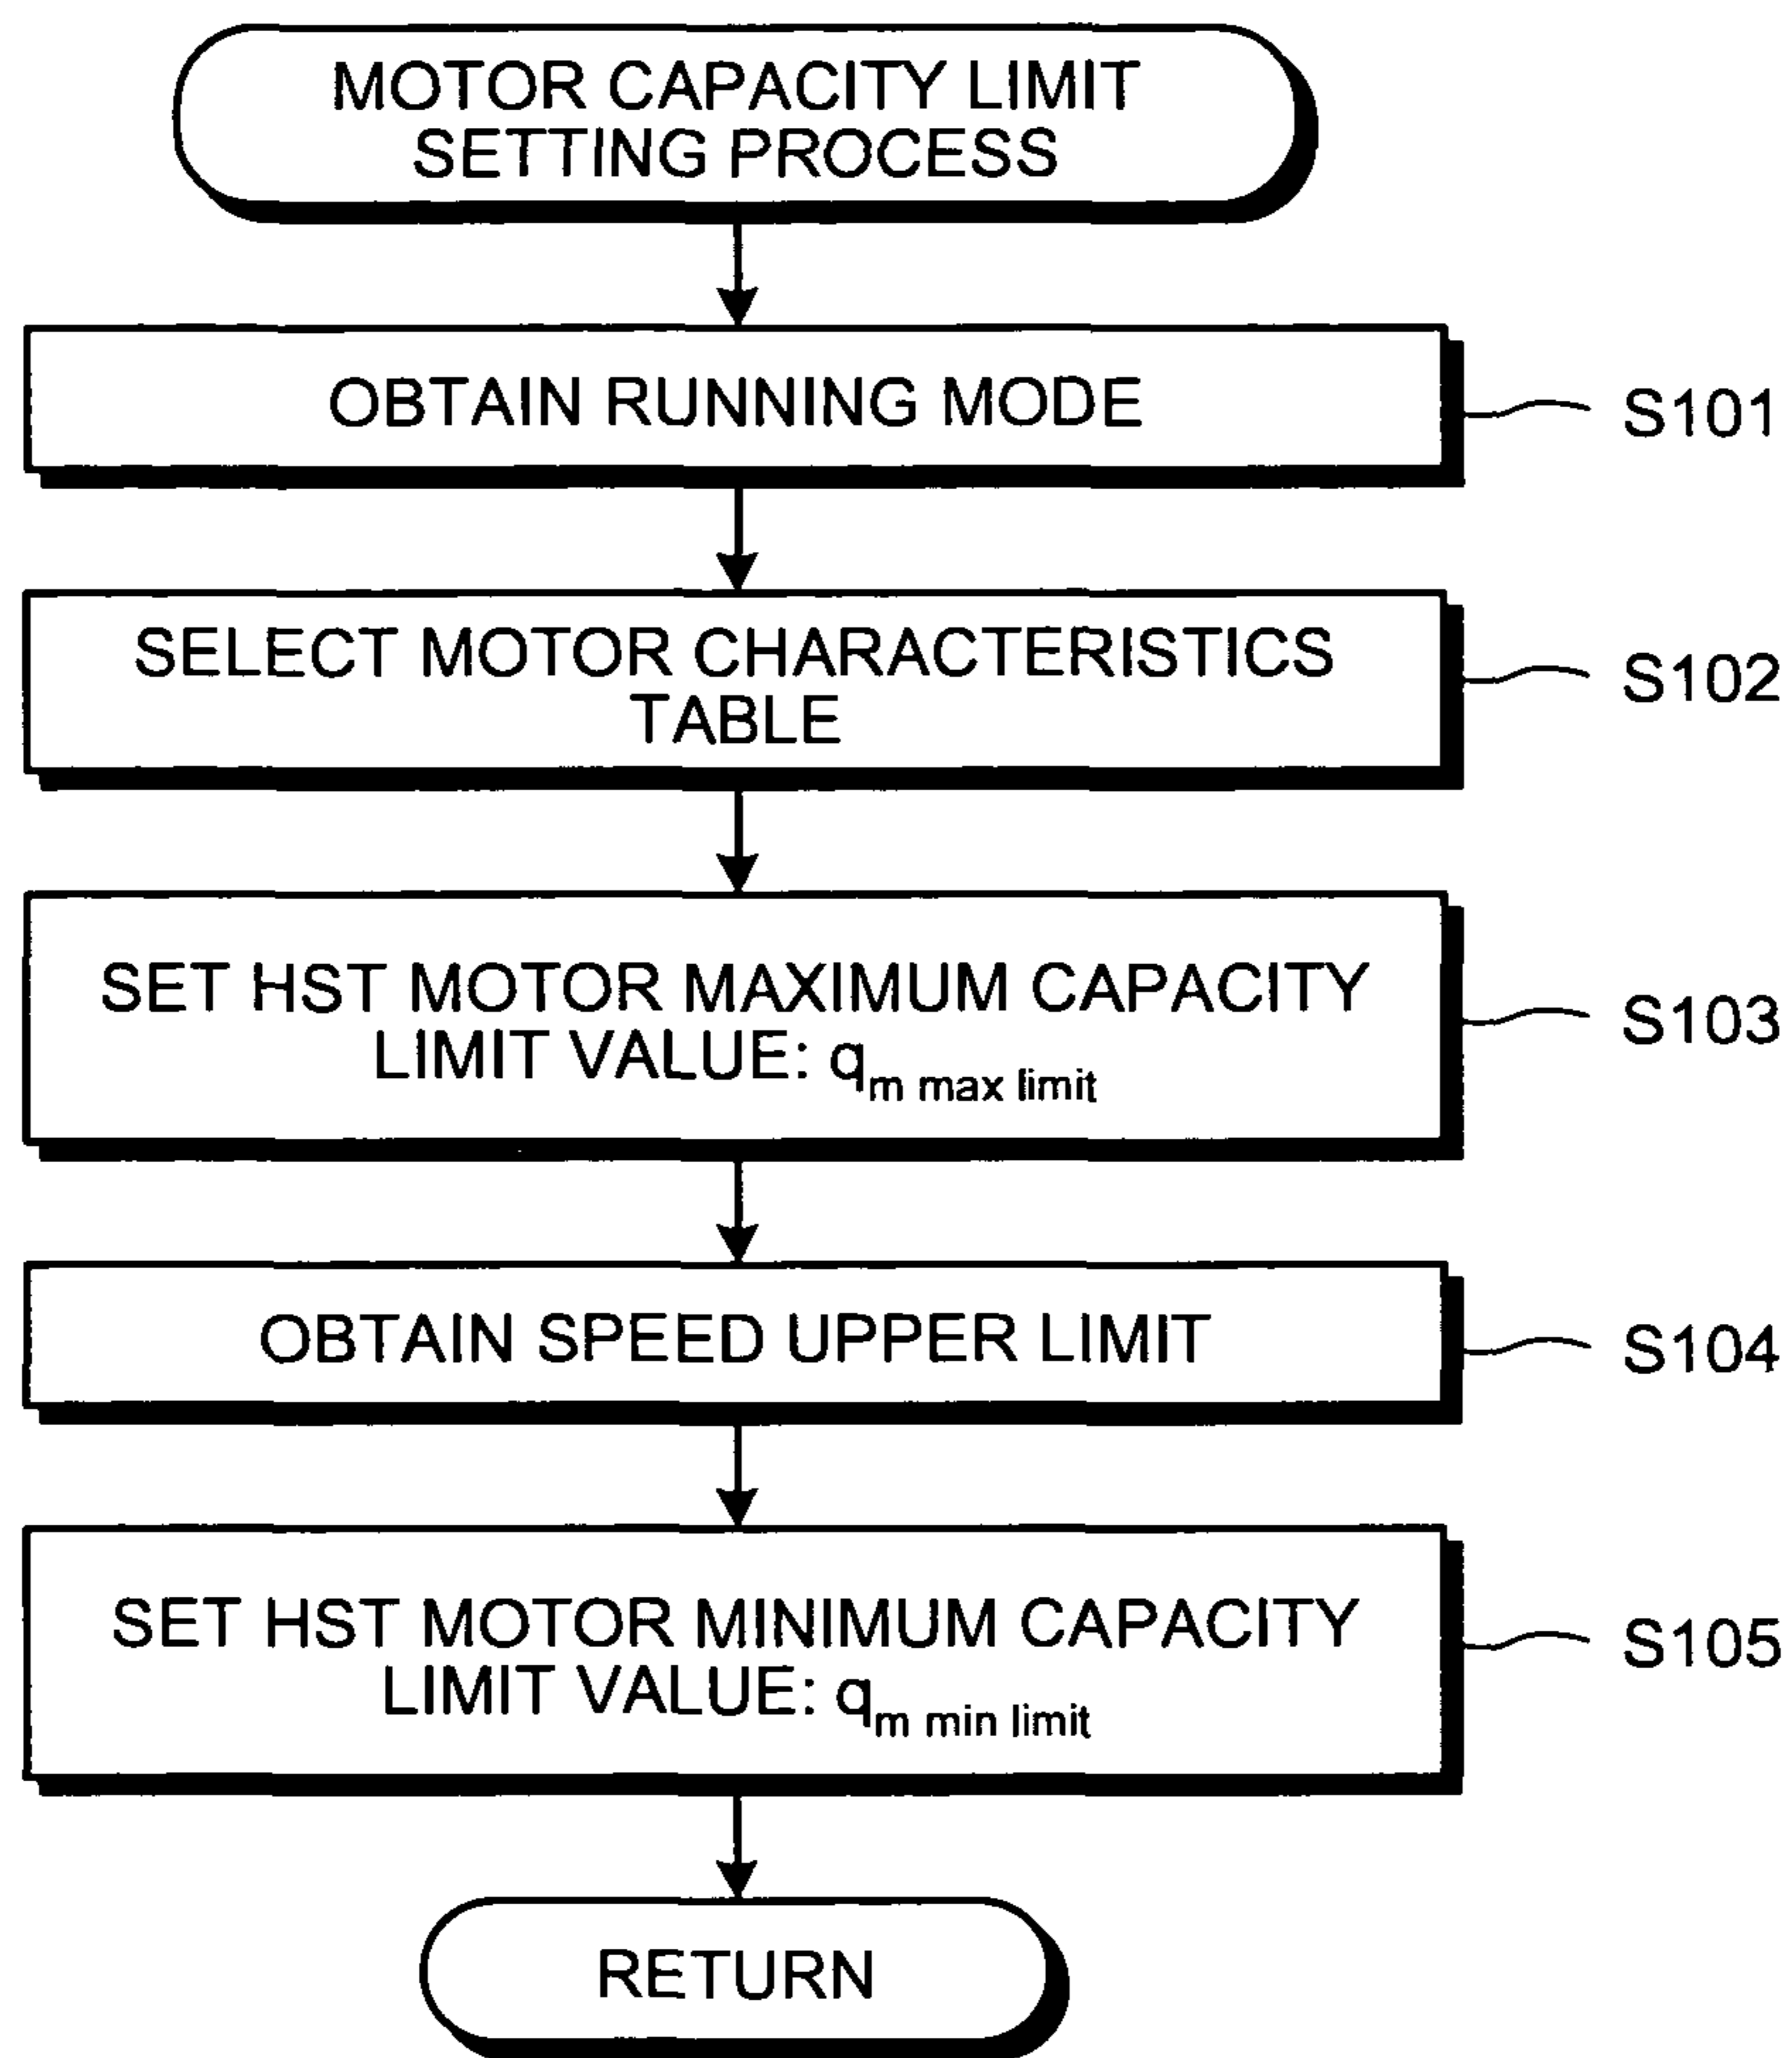 MOTOR CAPACITY LIMIT
SETTING PROCESS
OBTAIN RUNNING MODE
S101
SELECT MOTOR CHARACTERISTICS
TABLE
S102
SET HST MOTOR MAXIMUM CAPACITY
LIMIT VALUE: qm max limit
S103
OBTAIN SPEED UPPER LIMIT
S104
SET HST MOTOR MINIMUM CAPACITY
LIMIT VALUE: qm min limit
S105
RETURN